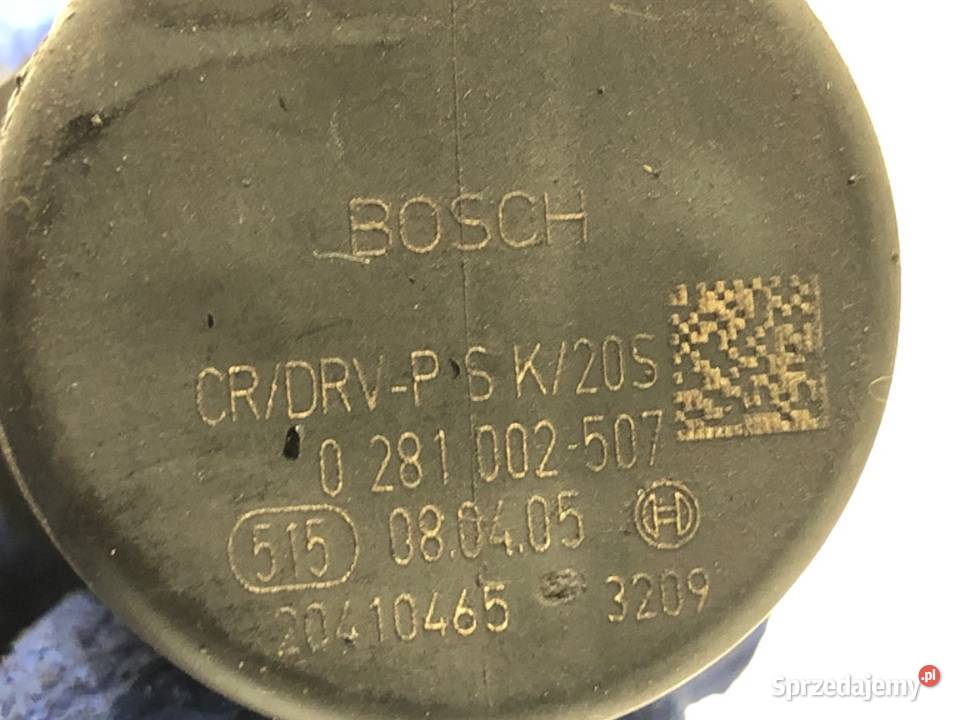 BOSCH
CR/DRV-P S K/20S
0 281 002-507
515 08.04.05
20410465 3209
Sprzedajemy.pl